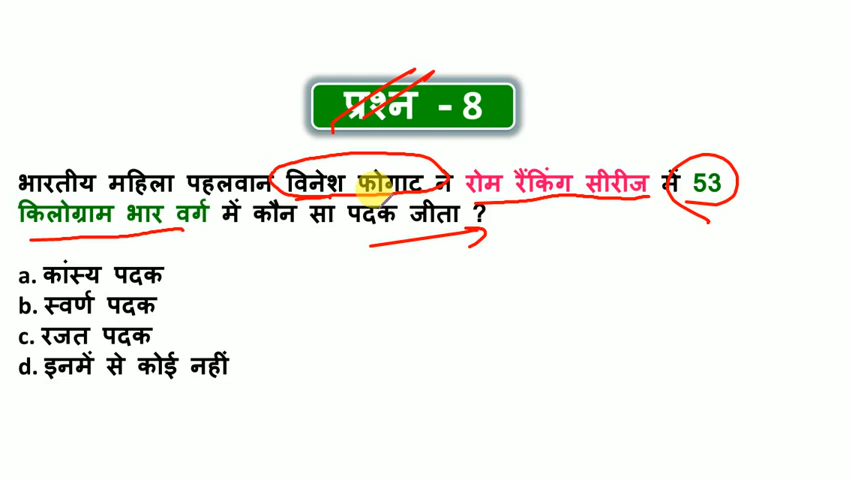 प्रश्न - 8
भारतीय महिला पहलवान विनेश फोगाट ने रोम रैंकिंग सीरीज में 53
किलोग्राम भार वर्ग में कौन सा पदक जीता ?
a. कांस्य पदक
b. स्वर्ण पदक
c. रजत पदक
d. इनमें से कोई नहीं